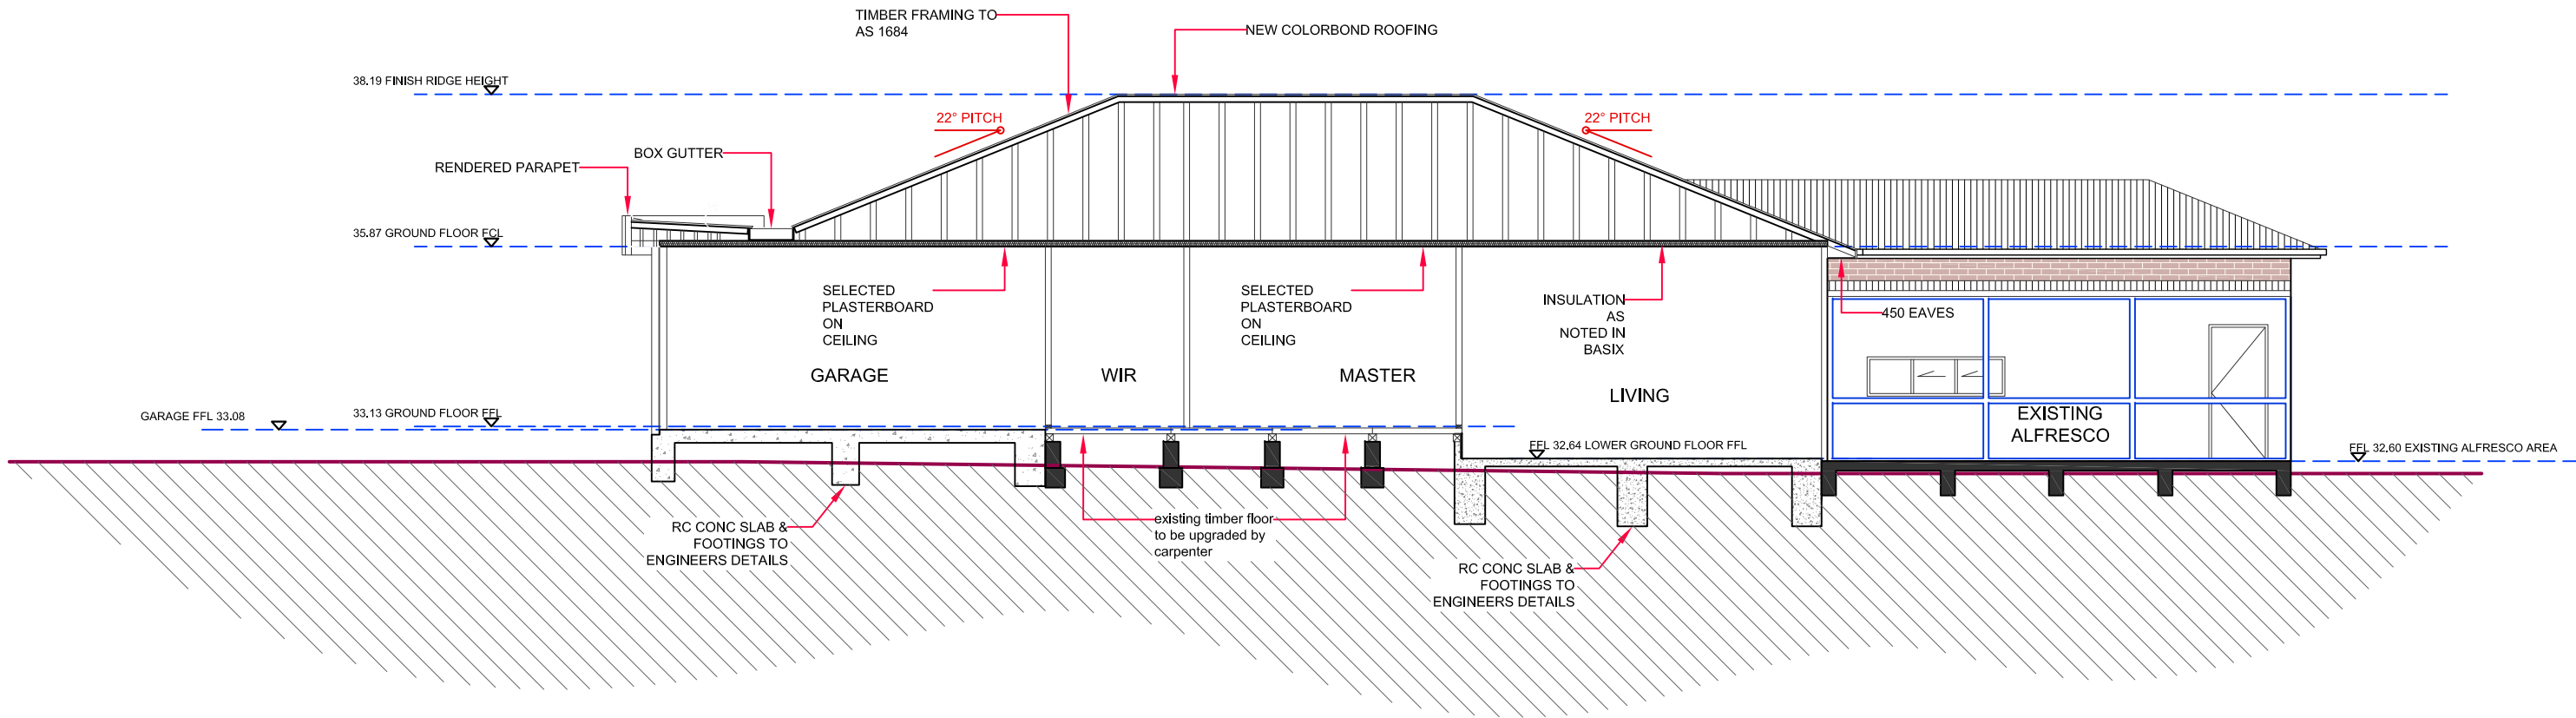 TIMBER FRAMING TO
AS 1684
NEW COLORBOND ROOFING
38.19 FINISH RIDGE HEIGHT
22° PITCH
22° PITCH
BOX GUTTER
RENDERED PARAPET
35.87 GROUND FLOOR FCL
SELECTED
PLASTERBOARD
ON
CEILING
SELECTED
PLASTERBOARD
ON
CEILING
INSULATION
AS
NOTED IN
BASIX
450 EAVES
GARAGE
WIR
MASTER
LIVING
EXISTING
ALFRESCO
GARAGE FFL 33.08
33.13 GROUND FLOOR FFL
FFL 32,64 LOWER GROUND FLOOR FFL
FFL 32,60 EXISTING ALFRESCO AREA
RC CONC SLAB &
FOOTINGS TO
ENGINEERS DETAILS
existing timber floor
to be upgraded by
carpenter
RC CONC SLAB &
FOOTINGS TO
ENGINEERS DETAILS